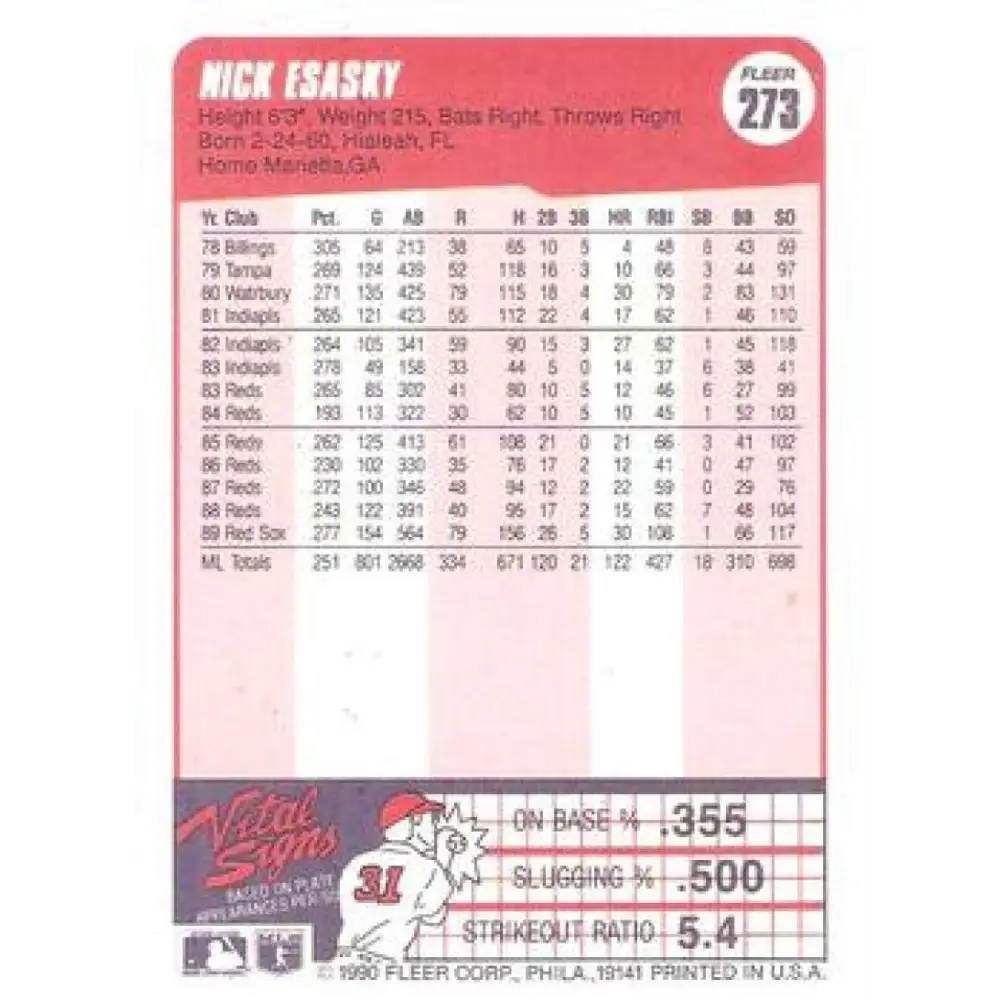 NICK ESASKY
FLEER
273
Height 6'3", Weight 215, Bats Right, Throws Right
Born 2-24-60, Hialeah, FL
Home Marietta,GA
Yr. Club Pct. G AB R H 2B 3B HR RBI SB BB SO
78 Billings .305 64 213 38 65 10 5 4 48 8 43 59
79 Tampa .269 124 439 52 118 16 3 10 66 3 44 97
80 Watrbury .271 135 425 79 115 18 4 30 79 2 83 131
81 Indiapls .265 121 423 55 112 22 4 17 62 1 46 110
82 Indiapls .264 105 341 59 90 15 3 27 62 1 45 118
83 Indiapls .278 49 158 33 44 5 0 14 37 6 38 41
83 Reds .265 85 302 41 80 10 5 12 46 6 27 99
84 Reds .193 113 322 30 62 10 5 10 45 1 52 103
85 Reds .262 125 413 61 108 21 0 21 66 3 41 102
86 Reds .230 102 330 35 76 17 2 12 41 0 47 97
87 Reds .272 100 346 48 94 12 2 22 59 0 29 76
88 Reds .243 122 391 40 95 17 2 15 62 7 48 104
89 Red Sox .277 154 564 79 156 26 5 30 108 1 66 117
ML Totals .251 801 2668 334 671 120 21 122 427 18 310 698
Vital
Signs
BASED ON PLATE
APPEARANCES PER
31
ON BASE % .355
SLUGGING % .500
STRIKEOUT RATIO 5.4
© 1990 FLEER CORP., PHILA.,19141 PRINTED IN U.S.A.